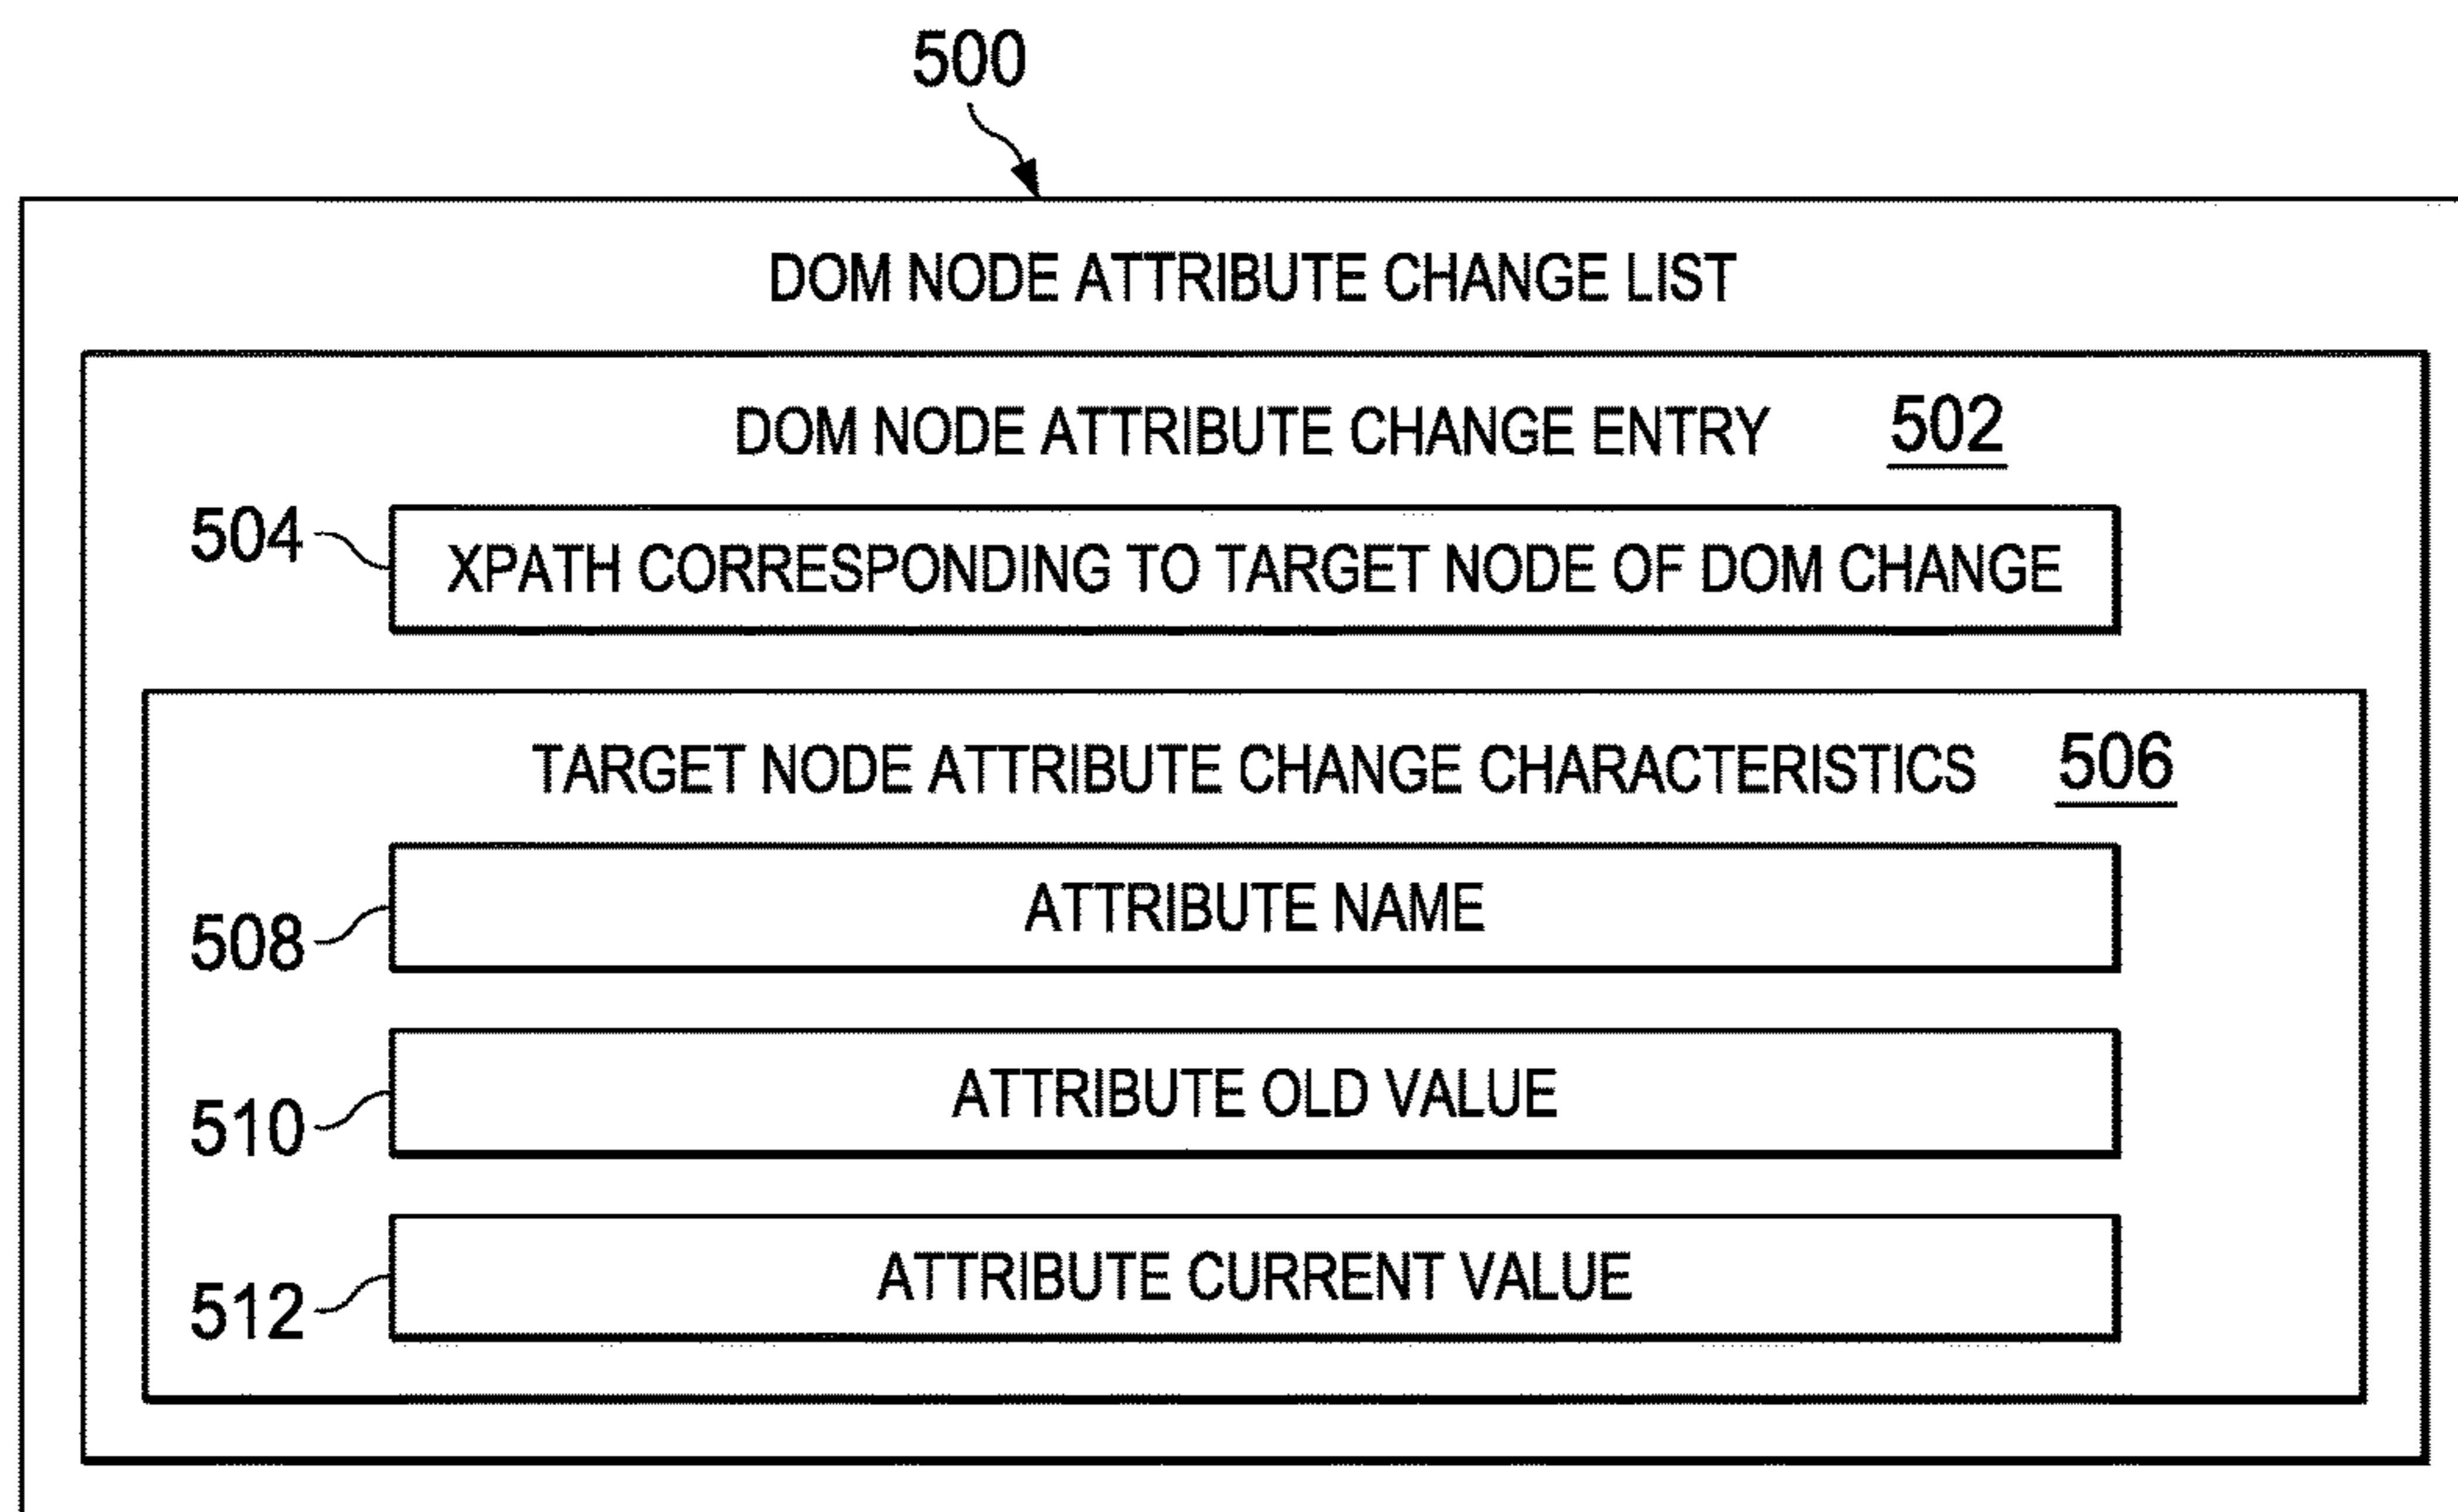 500
DOM NODE ATTRIBUTE CHANGE LIST
DOM NODE ATTRIBUTE CHANGE ENTRY 502
504 XPATH CORRESPONDING TO TARGET NODE OF DOM CHANGE
TARGET NODE ATTRIBUTE CHANGE CHARACTERISTICS 506
508 ATTRIBUTE NAME
510 ATTRIBUTE OLD VALUE
512 ATTRIBUTE CURRENT VALUE